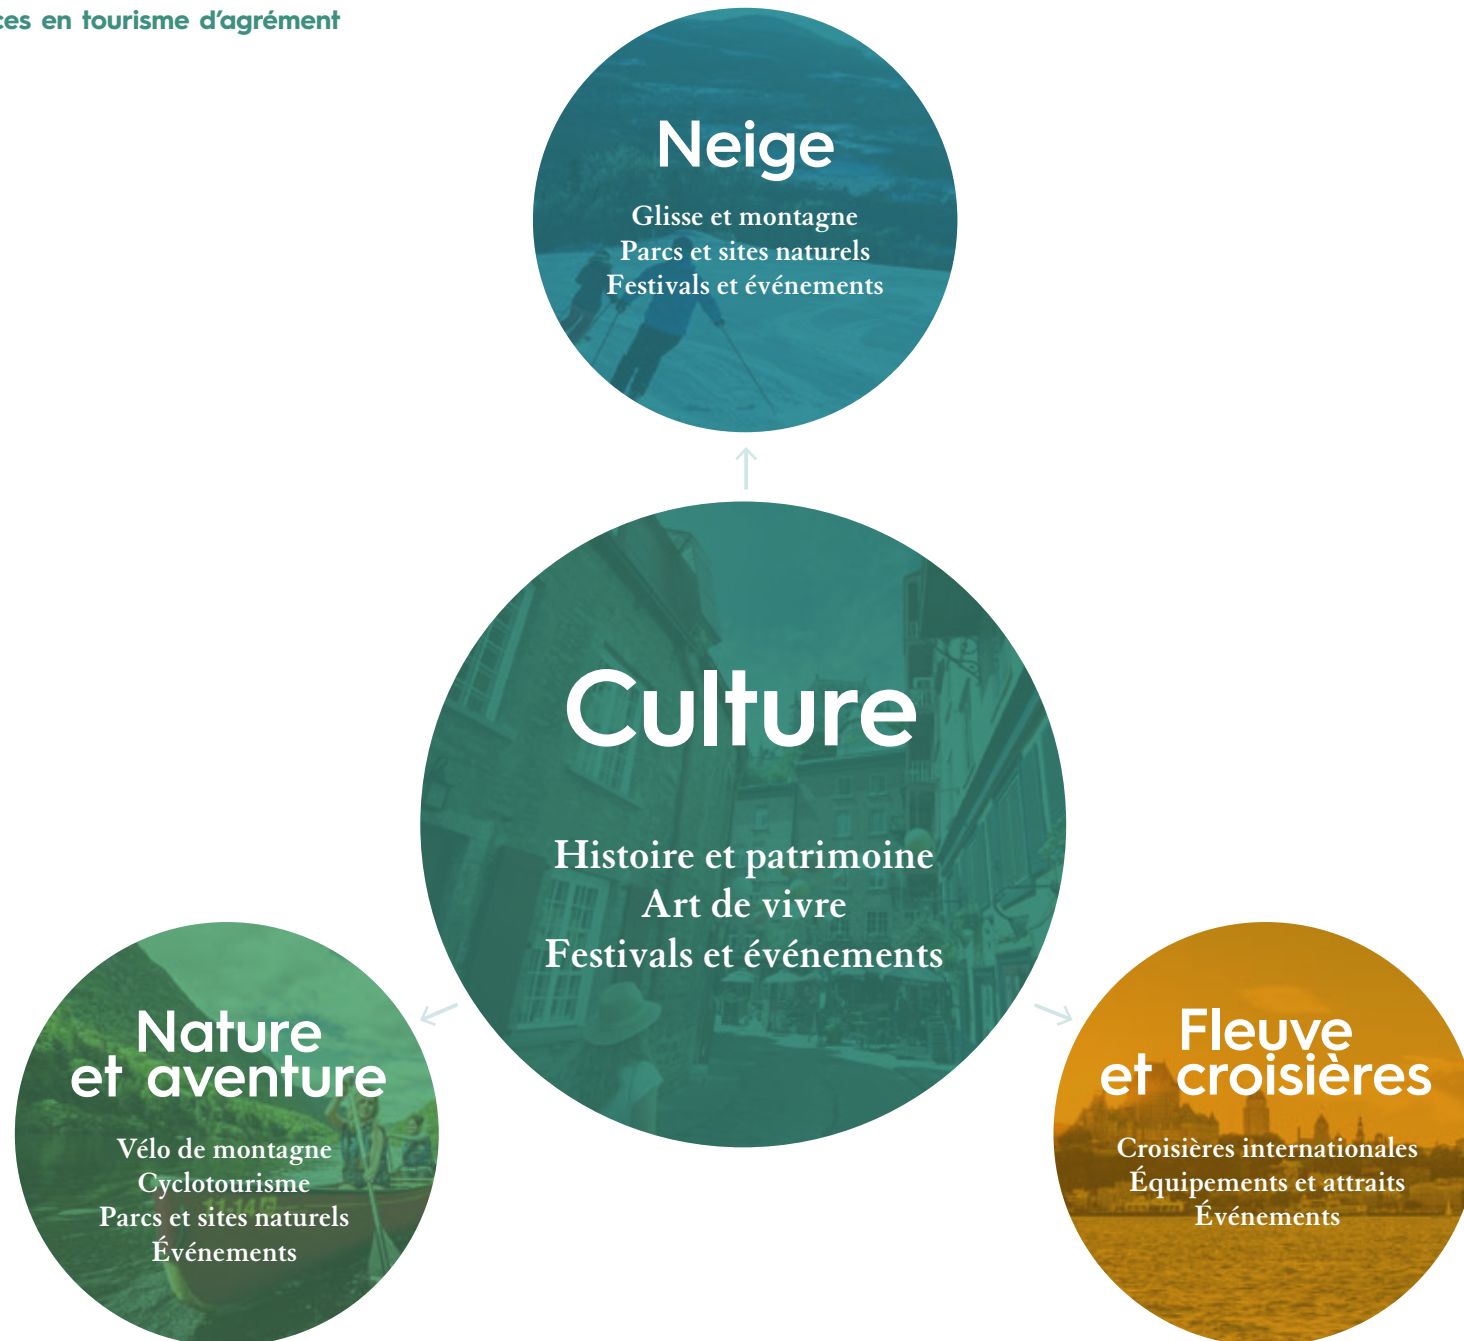 en tourisme d'agrément
Neige
Glisse et montagne
Parcs et sites naturels
Festivals et événements
Culture
Histoire et patrimoine
Art de vivre
Festivals et événements
Nature
et aventure
Vélo de montagne
Cyclotourisme
Parcs et sites naturels
Événements
Fleuve
et croisières
Croisières internationales
Équipements et attraits
Événements